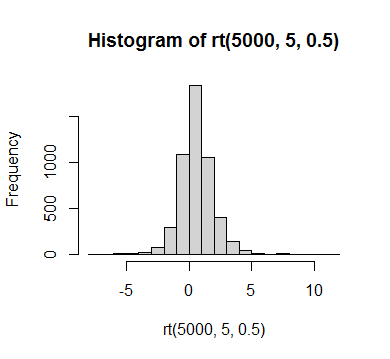 Histogram of rt(5000, 5, 0.5)
Frequency
1000
500
0
-5 0 5 10
rt(5000, 5, 0.5)